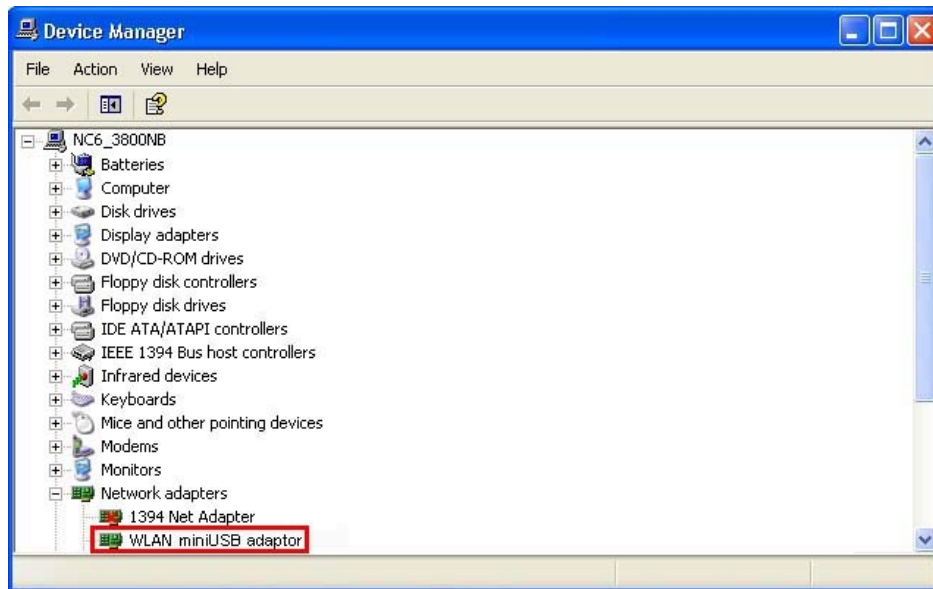 Device Manager
File Action View Help
NC6_3800NB
Batteries
Computer
Disk drives
Display adapters
DVD/CD-ROM drives
Floppy disk controllers
Floppy disk drives
IDE ATA/ATAPI controllers
IEEE 1394 Bus host controllers
Infrared devices
Keyboards
Mice and other pointing devices
Modems
Monitors
Network adapters
1394 Net Adapter
WLAN miniUSB adaptor